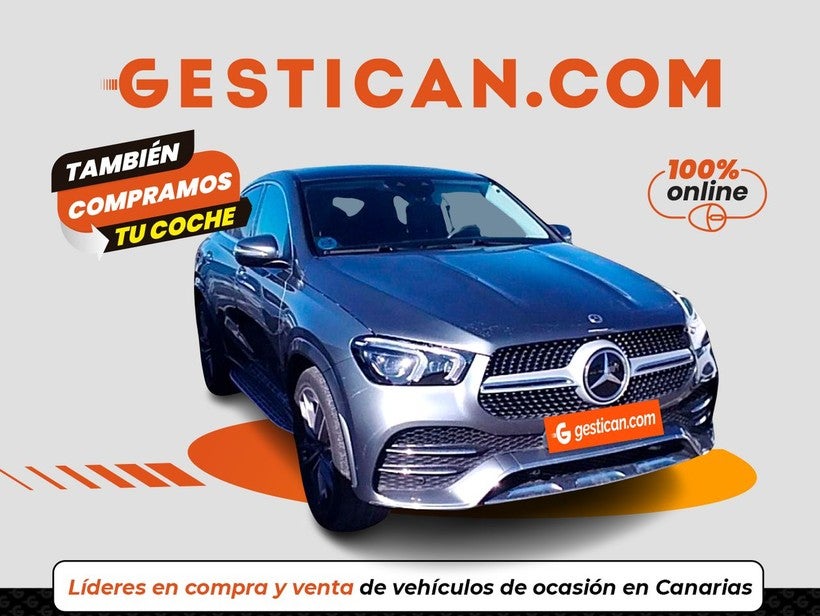 GESTICAN.COM
TAMBIÉN
COMPRAMOS
TU COCHE
100%
online
G gestican.com
Líderes en compra y venta de vehículos de ocasión en Canarias